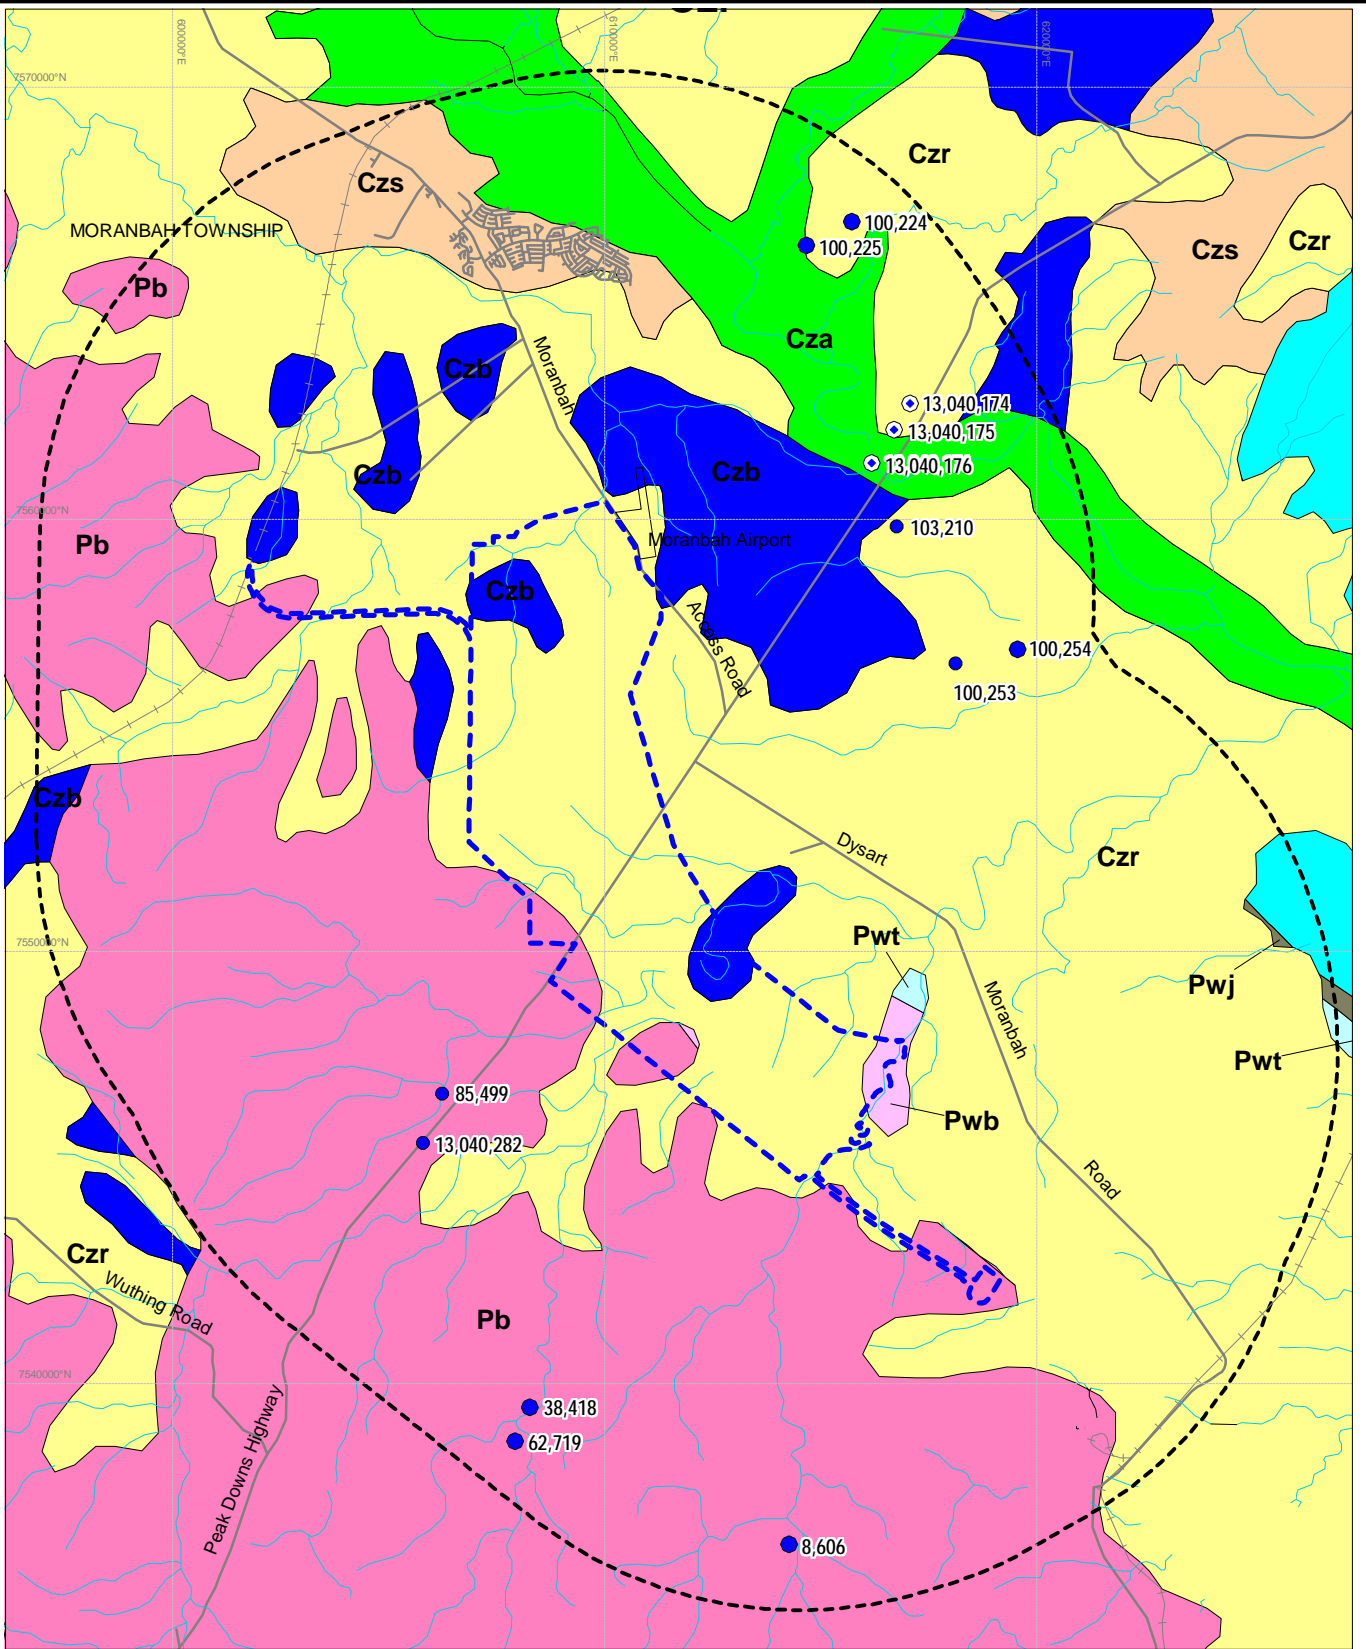 600000°E
610000°E
620000°E
7570000°N
Czr
Czs
100,224
MORANBAH TOWNSHIP
100,225
Czs
Czr
Pb
Cza
Moranbah
Czb
13,040,174
13,040,175
13,040,176
Czb
Czb
7560000°N
103,210
Moranbah Airport
Pb
Czb
Access Road
100,254
100,253
Czb
Dysart
Czr
Pwt
7550000°N
Pwj
Moranbah
Pwt
85,499
Pwb
13,040,282
Road
Czr
Wuthing Road
Pb
7540000°N
38,418
62,719
Peak Downs Highway
8,606